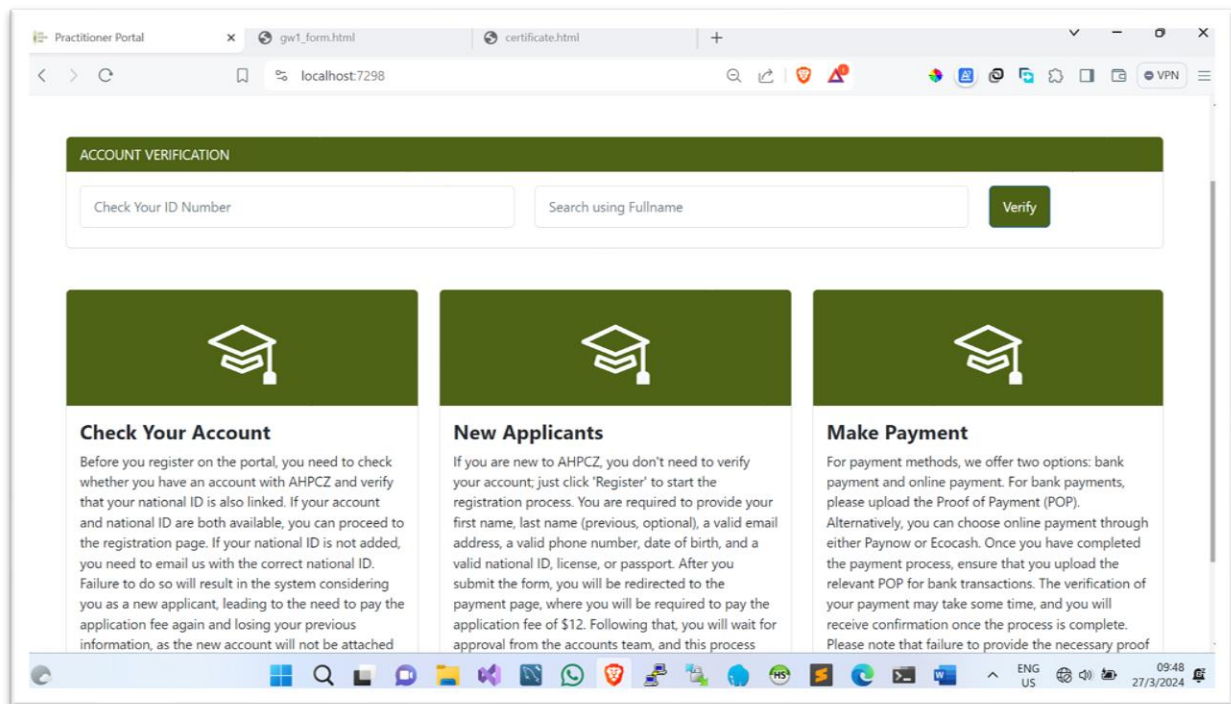 Practitioner Portal
gw1_form.html
certificate.html
localhost:7298
VPN
ACCOUNT VERIFICATION
Check Your ID Number
Search using Fullname
Verify
Check Your Account
Before you register on the portal, you need to check
whether you have an account with AHPCZ and verify
that your national ID is also linked. If your account
and national ID are both available, you can proceed to
the registration page. If your national ID is not added,
you need to email us with the correct national ID.
Failure to do so will result in the system considering
you as a new applicant, leading to the need to pay the
application fee again and losing your previous
information, as the new account will not be attached
New Applicants
If you are new to AHPCZ, you don't need to verify
your account; just click 'Register' to start the
registration process. You are required to provide your
first name, last name (previous, optional), a valid email
address, a valid phone number, date of birth, and a
valid national ID, license, or passport. After you
submit the form, you will be redirected to the
payment page, where you will be required to pay the
application fee of $12. Following that, you will wait for
approval from the accounts team, and this process
Make Payment
For payment methods, we offer two options: bank
payment and online payment. For bank payments,
please upload the Proof of Payment (POP).
Alternatively, you can choose online payment through
either Paynow or Ecocash. Once you have completed
the payment process, ensure that you upload the
relevant POP for bank transactions. The verification of
your payment may take some time, and you will
receive confirmation once the process is complete.
Please note that failure to provide the necessary proof
HS
ENG
US
09:48
27/3/2024